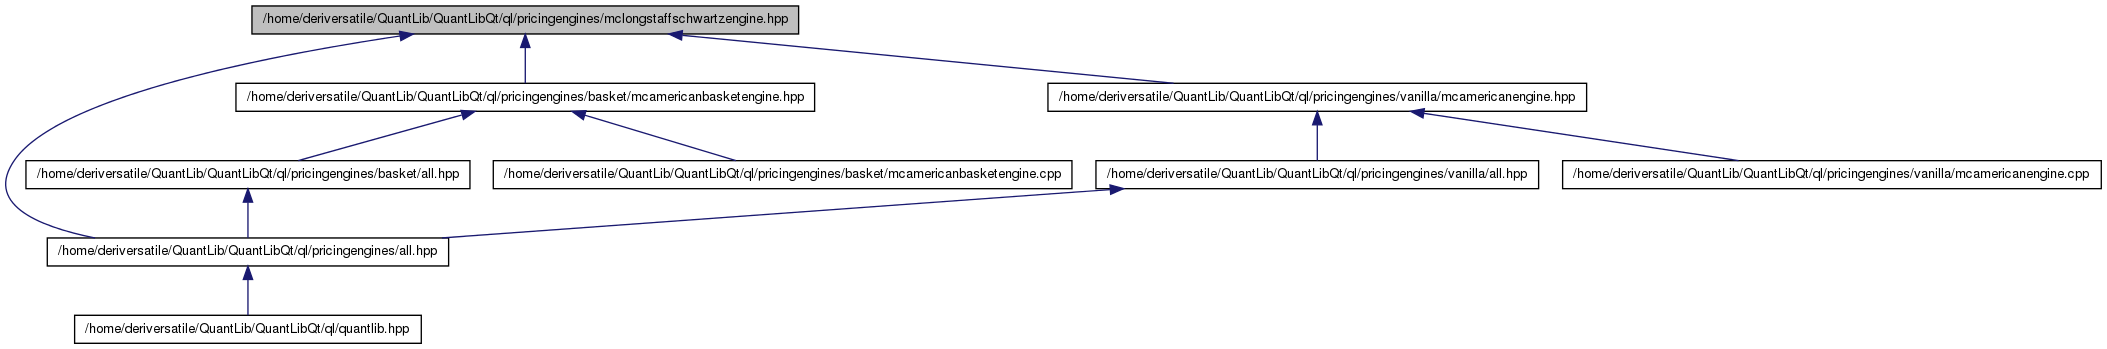 /home/deriversatile/QuantLib/QuantLibQt/ql/pricingengines/mclongstaffschwartzengine.hpp
/home/deriversatile/QuantLib/QuantLibQt/ql/pricingengines/basket/mcamericanbasketengine.hpp
/home/deriversatile/QuantLib/QuantLibQt/ql/pricingengines/vanilla/mcamericanengine.hpp
/home/deriversatile/QuantLib/QuantLibQt/ql/pricingengines/basket/all.hpp
/home/deriversatile/QuantLib/QuantLibQt/ql/pricingengines/basket/mcamericanbasketengine.cpp
/home/deriversatile/QuantLib/QuantLibQt/ql/pricingengines/vanilla/all.hpp
/home/deriversatile/QuantLib/QuantLibQt/ql/pricingengines/vanilla/mcamericanengine.cpp
/home/deriversatile/QuantLib/QuantLibQt/ql/pricingengines/all.hpp
/home/deriversatile/QuantLib/QuantLibQt/ql/quantlib.hpp